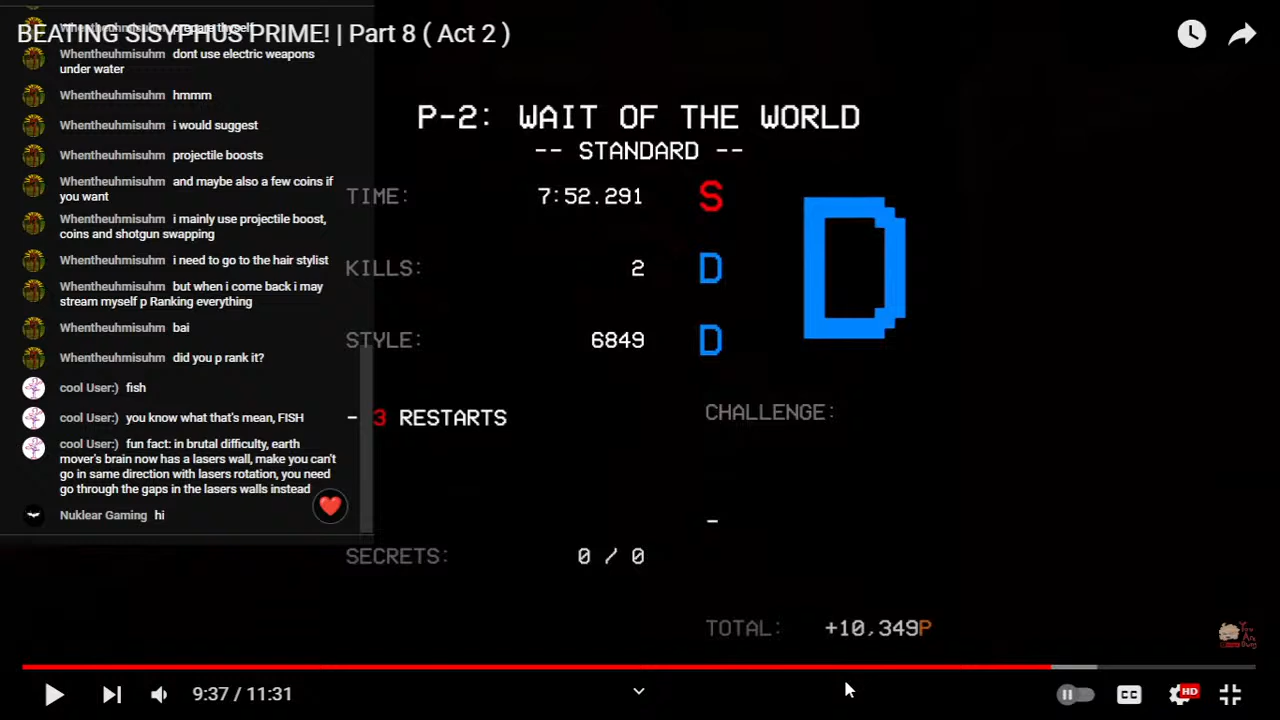 BEATING SISYPHUS PRIME! | Part 8 ( Act 2 )
Whentheuhmisuhm prepare thyself
Whentheuhmisuhm dont use electric weapons
under water
Whentheuhmisuhm hmmm
Whentheuhmisuhm i would suggest
Whentheuhmisuhm projectile boosts
Whentheuhmisuhm and maybe also a few coins if
you want
Whentheuhmisuhm i mainly use projectile boost,
coins and shotgun swapping
Whentheuhmisuhm i need to go to the hair stylist
Whentheuhmisuhm but when i come back i may
stream myself p Ranking everything
Whentheuhmisuhm bai
Whentheuhmisuhm did you p rank it?
cool User:) fish
cool User:) you know what that's mean, FISH
cool User:) fun fact: in brutal difficulty, earth
mover's brain now has a lasers wall, make you can't
go in same direction with lasers rotation, you need
go through the gaps in the lasers walls instead
Nuklear Gaming hi
P-2: WAIT OF THE WORLD
-- STANDARD --
TIME: 7:52.291 S
KILLS: 2 D
STYLE: 6849 D
D
- 3 RESTARTS
CHALLENGE:
-
SECRETS: 0 / 0
TOTAL: +10,349P
9:37 / 11:31
CC
HD